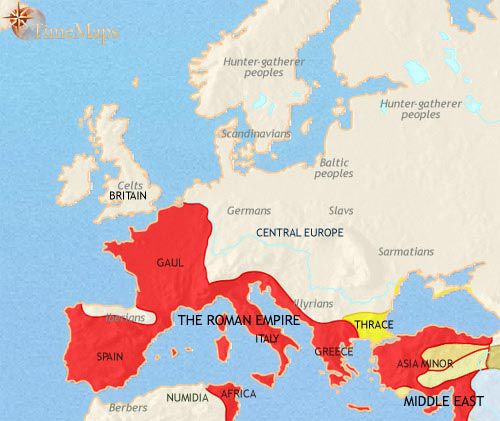 TimeMaps
Hunter-gatherer
peoples
Hunter-gatherer
peoples
Scandinavians
Baltic
peoples
Celts
BRITAIN
Germans
Slavs
CENTRAL EUROPE
Sarmatians
GAUL
Illyrians
Iberians
THE ROMAN EMPIRE
THRACE
ITALY
SPAIN
GREECE
ASIA MINOR
NUMIDIA
AFRICA
MIDDLE EAST
Berbers